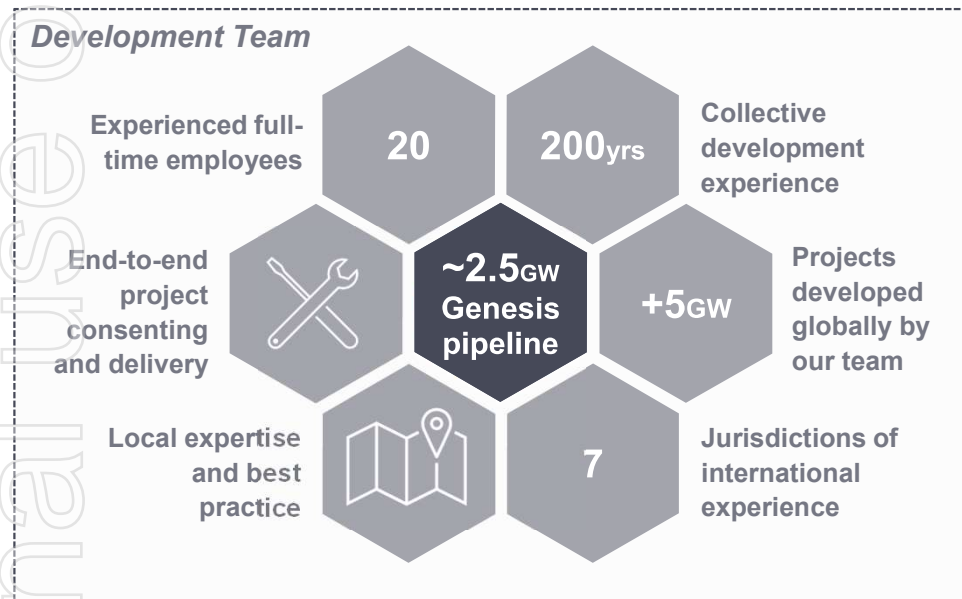 Development Team
Experienced full-
time employees
20
200yrs
Collective
development
experience
End-to-end
project
consenting
and delivery
~2.5GW
Genesis
pipeline
+5GW
Projects
developed
globally by
our team
Local expertise
and best
practice
7
Jurisdictions of
international
experience
nal use o